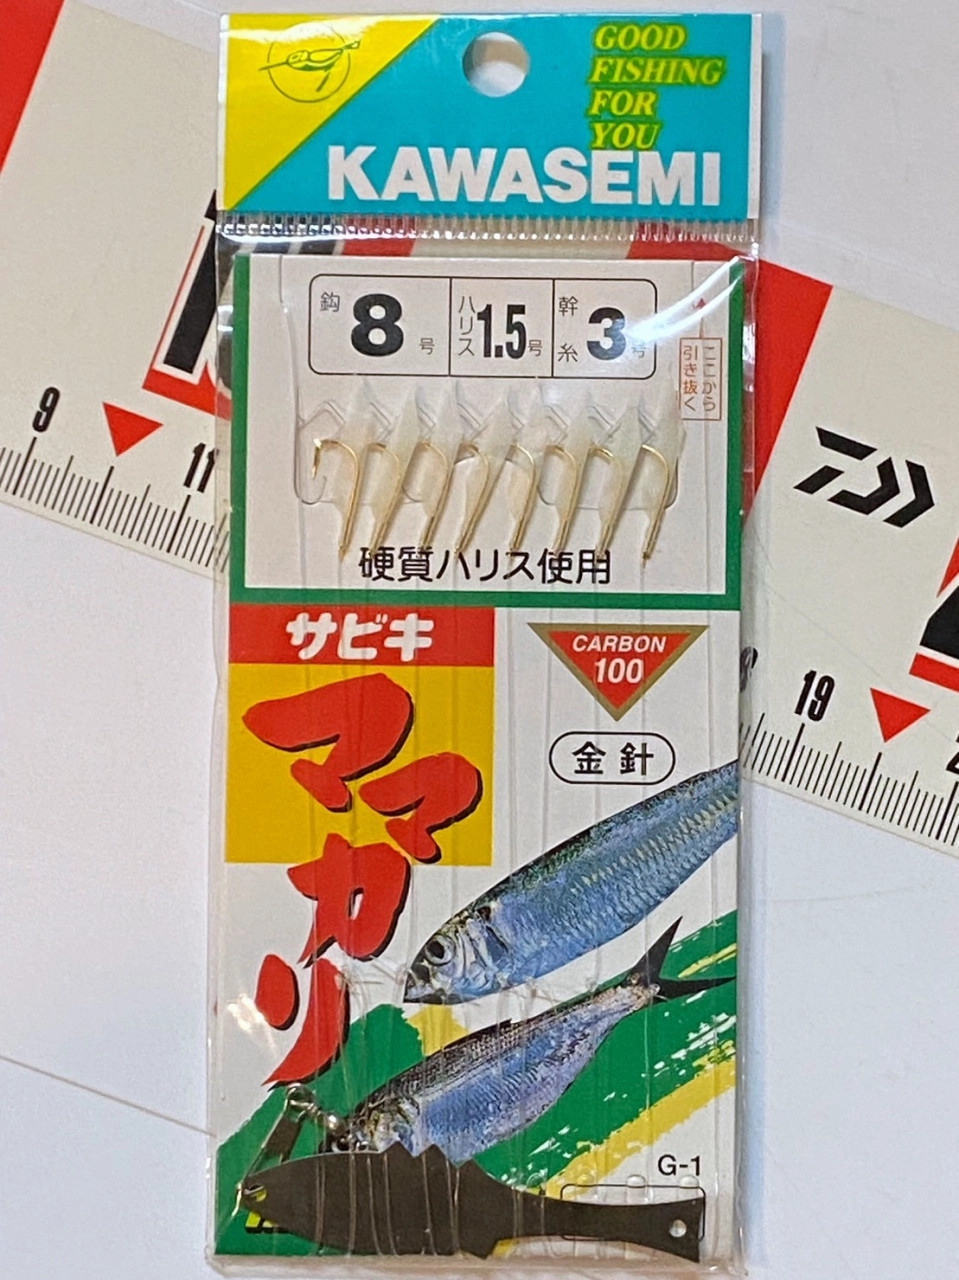 GOOD
FISHING
FOR
YOU
KAWASEMI
鈎 8 号
ハリス 1.5 号
幹糸 3 号
ここから
引き抜く
9
11
硬質ハリス使用
サビキ
ママカリ
CARBON
100
金針
19
G-1